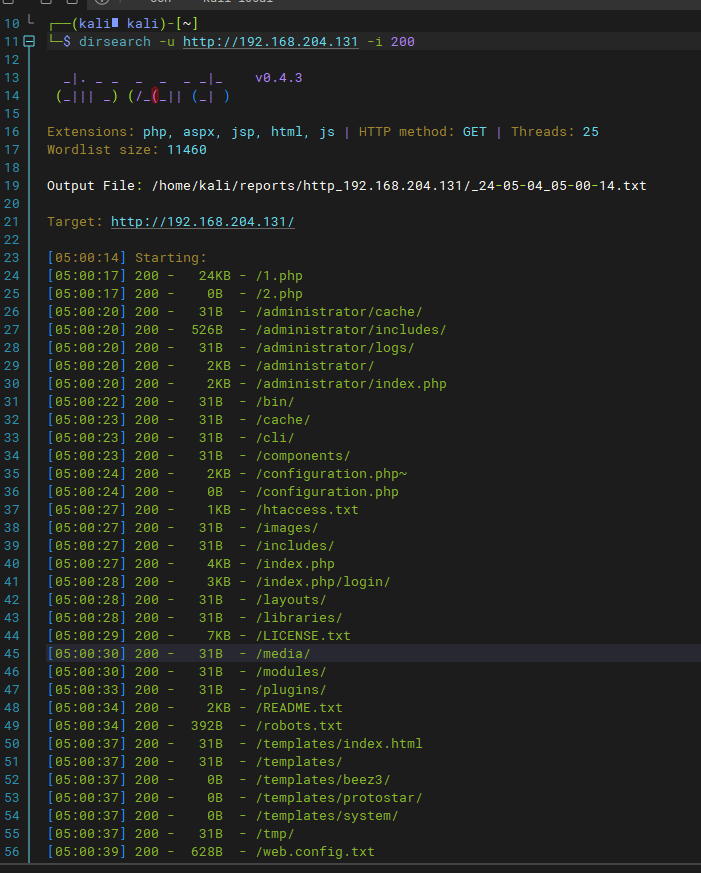 10 ┌──(kali kali)-[~]
11 └─$ dirsearch -u http://192.168.204.131 -i 200
12
13   _|. _ _  _  _  _ _|_    v0.4.3
14  (_||| _) (/_(_|| (_| )
15
16 Extensions: php, aspx, jsp, html, js | HTTP method: GET | Threads: 25
17 Wordlist size: 11460
18
19 Output File: /home/kali/reports/http_192.168.204.131/_24-05-04_05-00-14.txt
20
21 Target: http://192.168.204.131/
22
23 [05:00:14] Starting:
24 [05:00:17] 200 -   24KB - /1.php
25 [05:00:17] 200 -    0B  - /2.php
26 [05:00:20] 200 -   31B  - /administrator/cache/
27 [05:00:20] 200 -  526B  - /administrator/includes/
28 [05:00:20] 200 -   31B  - /administrator/logs/
29 [05:00:20] 200 -    2KB - /administrator/
30 [05:00:20] 200 -    2KB - /administrator/index.php
31 [05:00:22] 200 -   31B  - /bin/
32 [05:00:23] 200 -   31B  - /cache/
33 [05:00:23] 200 -   31B  - /cli/
34 [05:00:23] 200 -   31B  - /components/
35 [05:00:24] 200 -    2KB - /configuration.php~
36 [05:00:24] 200 -    0B  - /configuration.php
37 [05:00:27] 200 -    1KB - /htaccess.txt
38 [05:00:27] 200 -   31B  - /images/
39 [05:00:27] 200 -   31B  - /includes/
40 [05:00:27] 200 -    4KB - /index.php
41 [05:00:28] 200 -    3KB - /index.php/login/
42 [05:00:28] 200 -   31B  - /layouts/
43 [05:00:28] 200 -   31B  - /libraries/
44 [05:00:29] 200 -    7KB - /LICENSE.txt
45 [05:00:30] 200 -   31B  - /media/
46 [05:00:30] 200 -   31B  - /modules/
47 [05:00:33] 200 -   31B  - /plugins/
48 [05:00:34] 200 -    2KB - /README.txt
49 [05:00:34] 200 -  392B  - /robots.txt
50 [05:00:37] 200 -   31B  - /templates/index.html
51 [05:00:37] 200 -   31B  - /templates/
52 [05:00:37] 200 -    0B  - /templates/beez3/
53 [05:00:37] 200 -    0B  - /templates/protostar/
54 [05:00:37] 200 -    0B  - /templates/system/
55 [05:00:37] 200 -   31B  - /tmp/
56 [05:00:39] 200 -  628B  - /web.config.txt